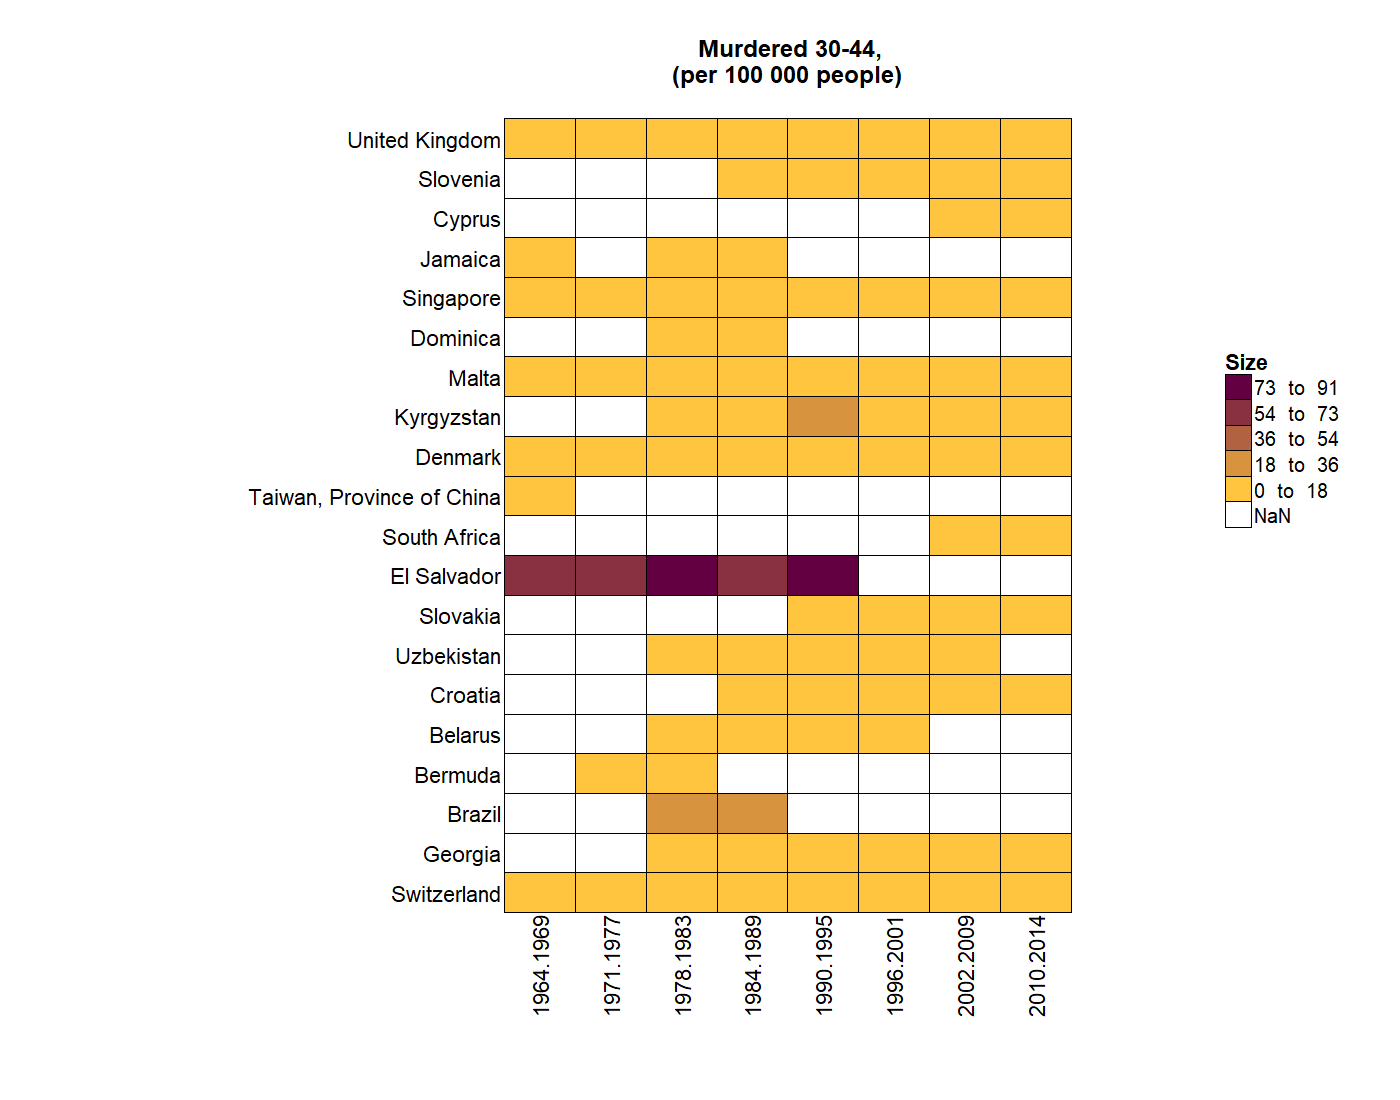 Murdered 30-44,
(per 100 000 people)
United Kingdom
Slovenia
Cyprus
Jamaica
Singapore
Dominica
Malta
Kyrgyzstan
Denmark
Taiwan, Province of China
South Africa
El Salvador
Slovakia
Uzbekistan
Croatia
Belarus
Bermuda
Brazil
Georgia
Switzerland
1964.1969
1971.1977
1978.1983
1984.1989
1990.1995
1996.2001
2002.2009
2010.2014
Size
73 to 91
54 to 73
36 to 54
18 to 36
0 to 18
NaN